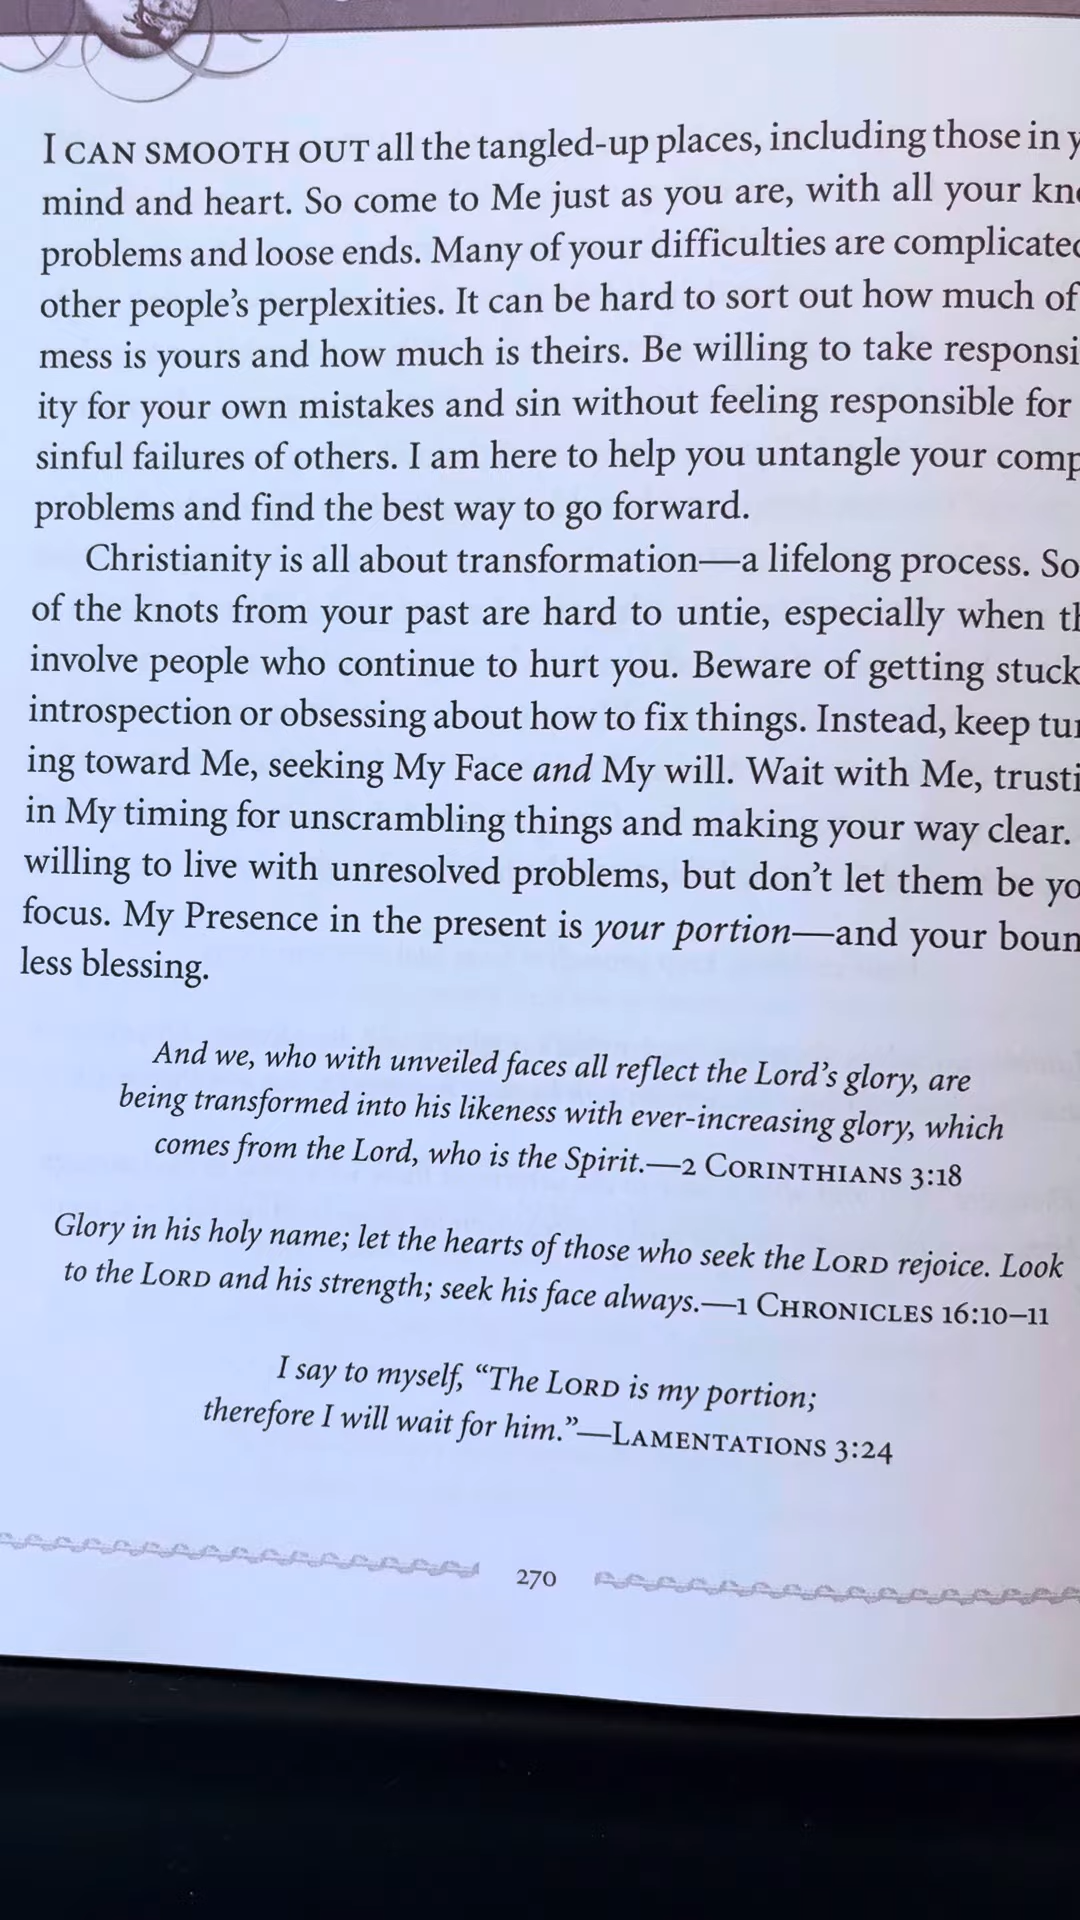 I CAN SMOOTH OUT all the tangled-up places, including those in
mind and heart. So come to Me just as you are, with all your
problems and loose ends. Many of your difficulties are complicated
other people's perplexities. It can be hard to sort out how much of
mess is yours and how much is theirs. Be willing to take responsi
ity for your own mistakes and sin without feeling responsible for
sinful failures of others. I am here to help you untangle your comp
problems and find the best way to go forward.
Christianity is all about transformation—a lifelong process. So
of the knots from your past are hard to untie, especially when th
involve people who continue to hurt you. Beware of getting stuck
introspection or obsessing about how to fix things. Instead, keep tur
ing toward Me, seeking My Face and My will. Wait with Me, trusti
in My timing for unscrambling things and making your way clear.
willing to live with unresolved problems, but don't let them be yo
focus. My Presence in the present is your portion—and your boun
less blessing.
And we, who with unveiled faces all reflect the Lord's glory, are
being transformed into his likeness with ever-increasing glory, which
comes from the Lord, who is the Spirit.—2 CORINTHIANS 3:18
Glory in his holy name; let the hearts of those who seek the LORD rejoice. Look
to the LORD and his strength; seek his face always.—1 CHRONICLES 16:10–11
I say to myself, "The LORD is my portion;
therefore I will wait for him."—LAMENTATIONS 3:24
270